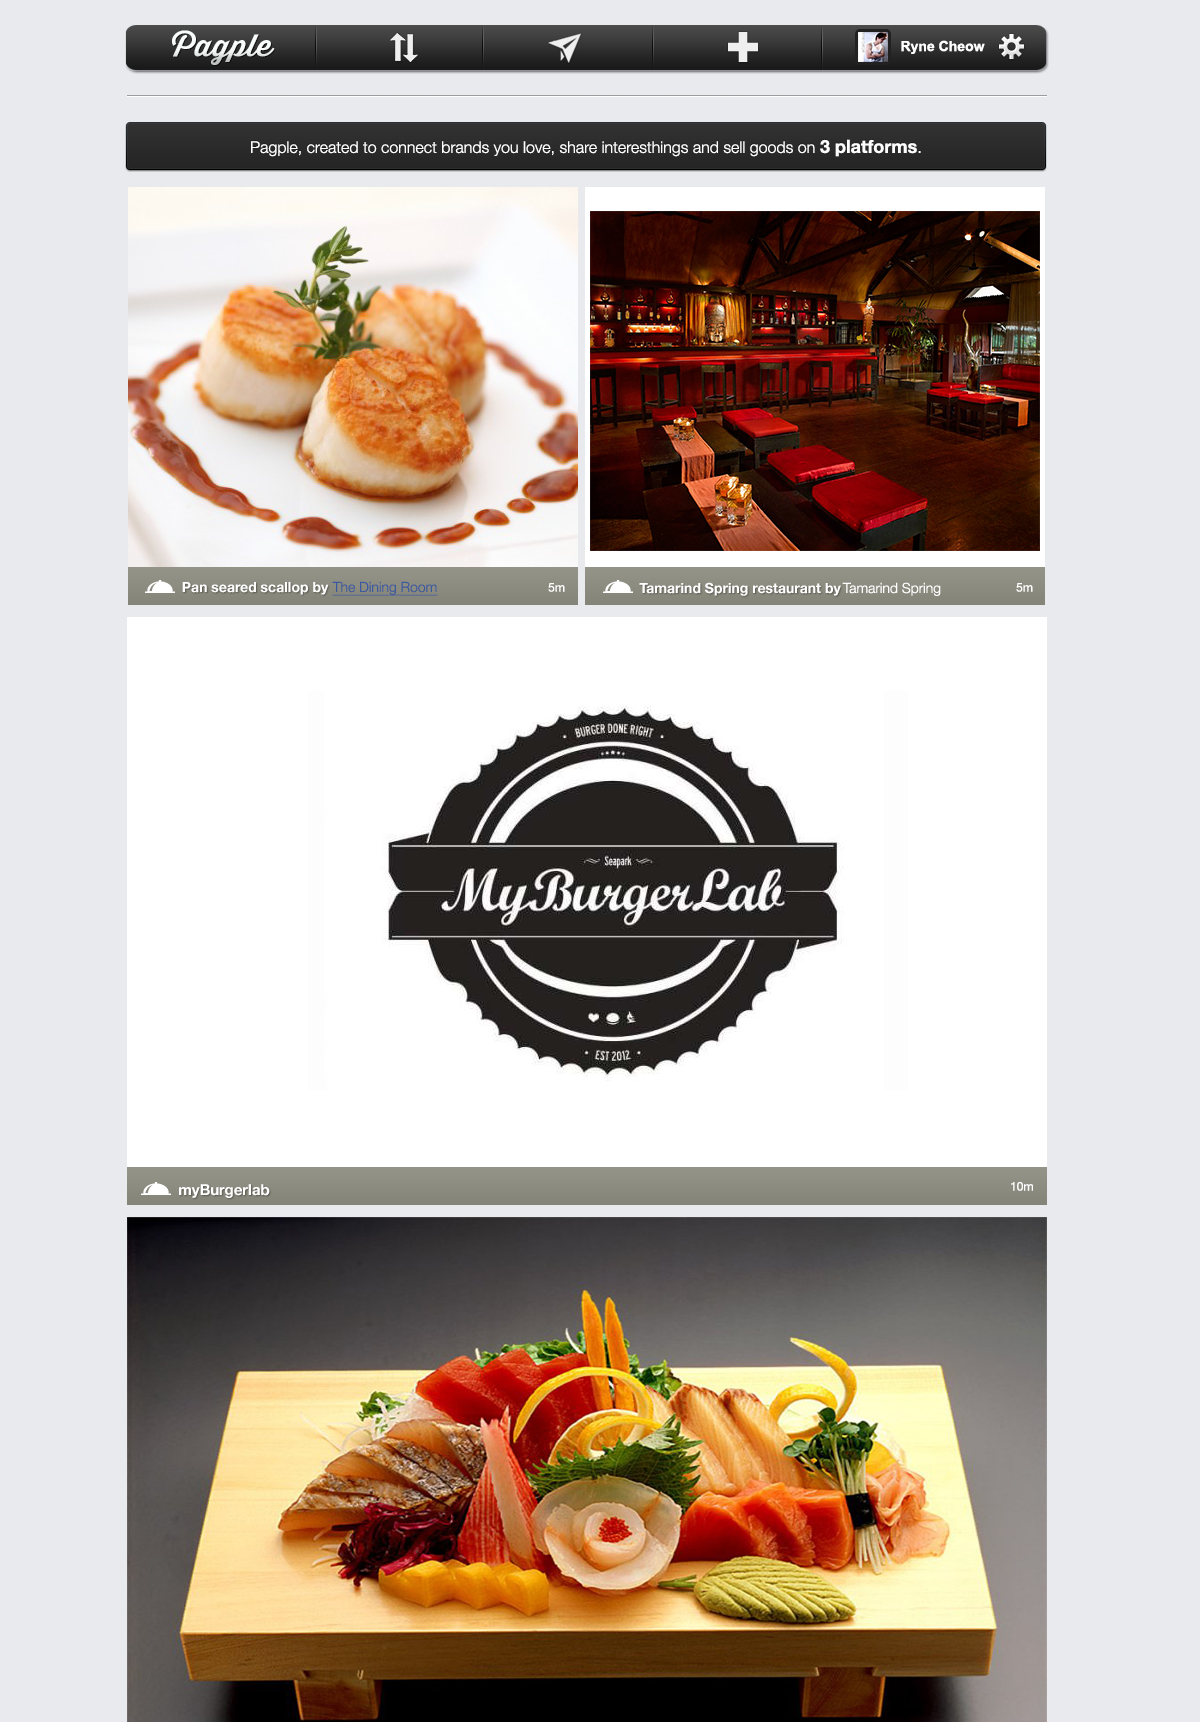 Pagple
Ryne Cheow
Pagple, created to connect brands you love, share interesthings and sell goods on 3 platforms.
Pan seared scallop by The Dining Room 5m
Tamarind Spring restaurant by Tamarind Spring 5m
BURGER DONE RIGHT
Seapark
MyBurgerLab
EST 2012
myBurgerlab 10m